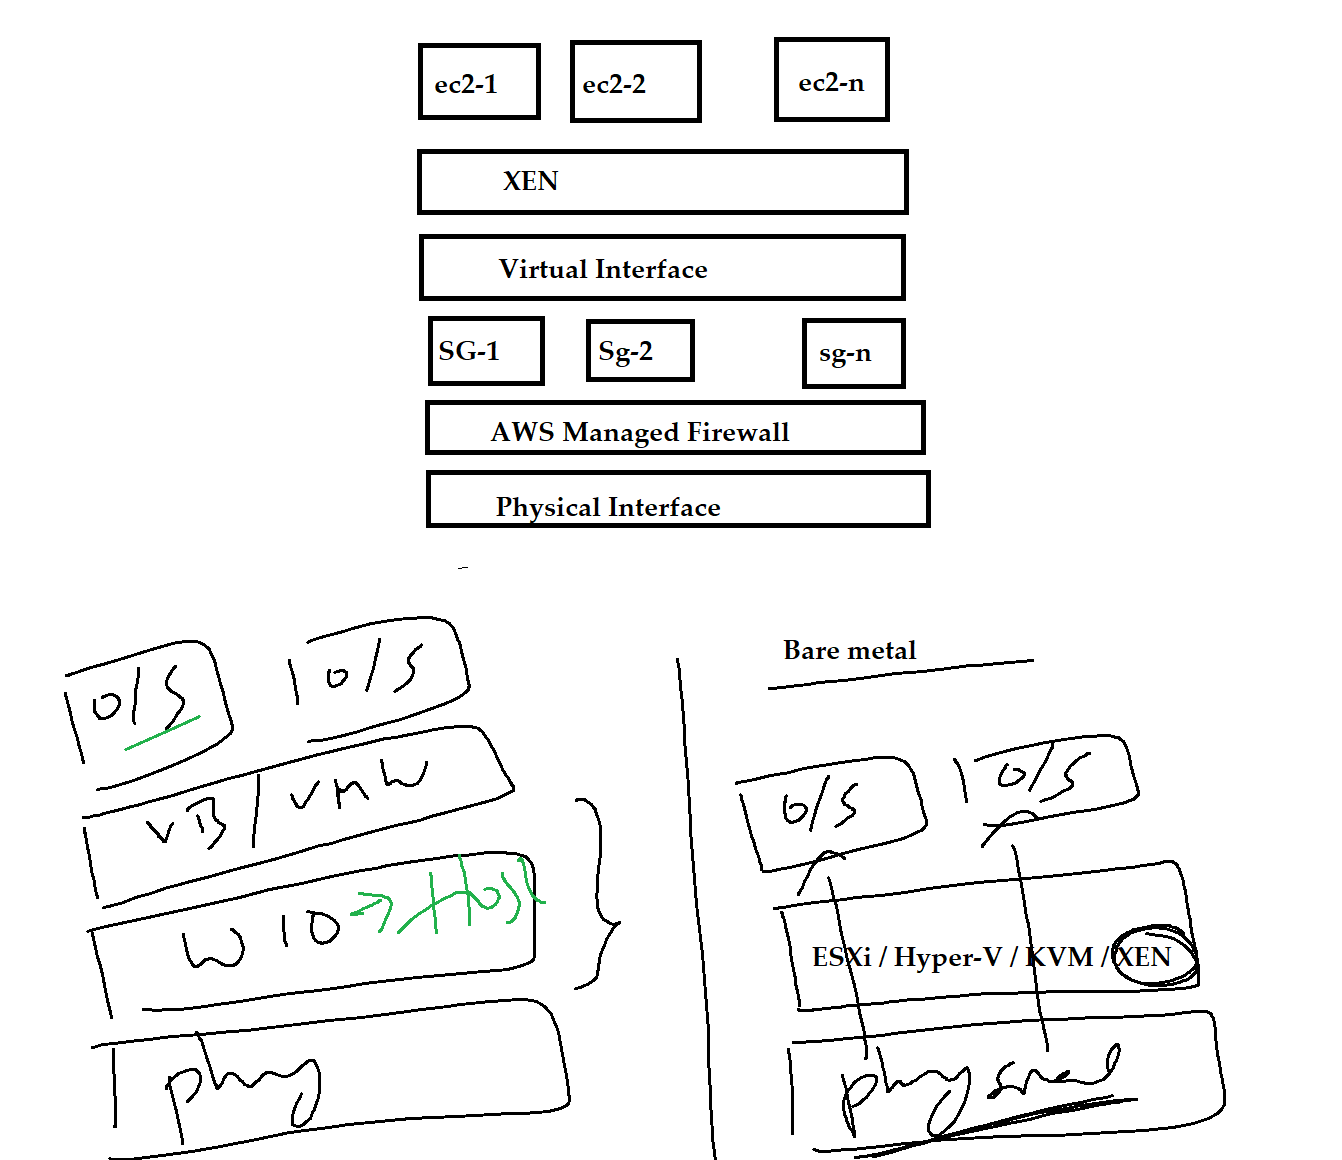 ec2-1 ec2-2 ec2-n
XEN
Virtual Interface
SG-1 Sg-2 sg-n
AWS Managed Firewall
Physical Interface
O/S O/S
VB / VMW
W 10 → Host
phy
Bare metal
O/S O/S
ESXi / Hyper-V / KVM / XEN
physical